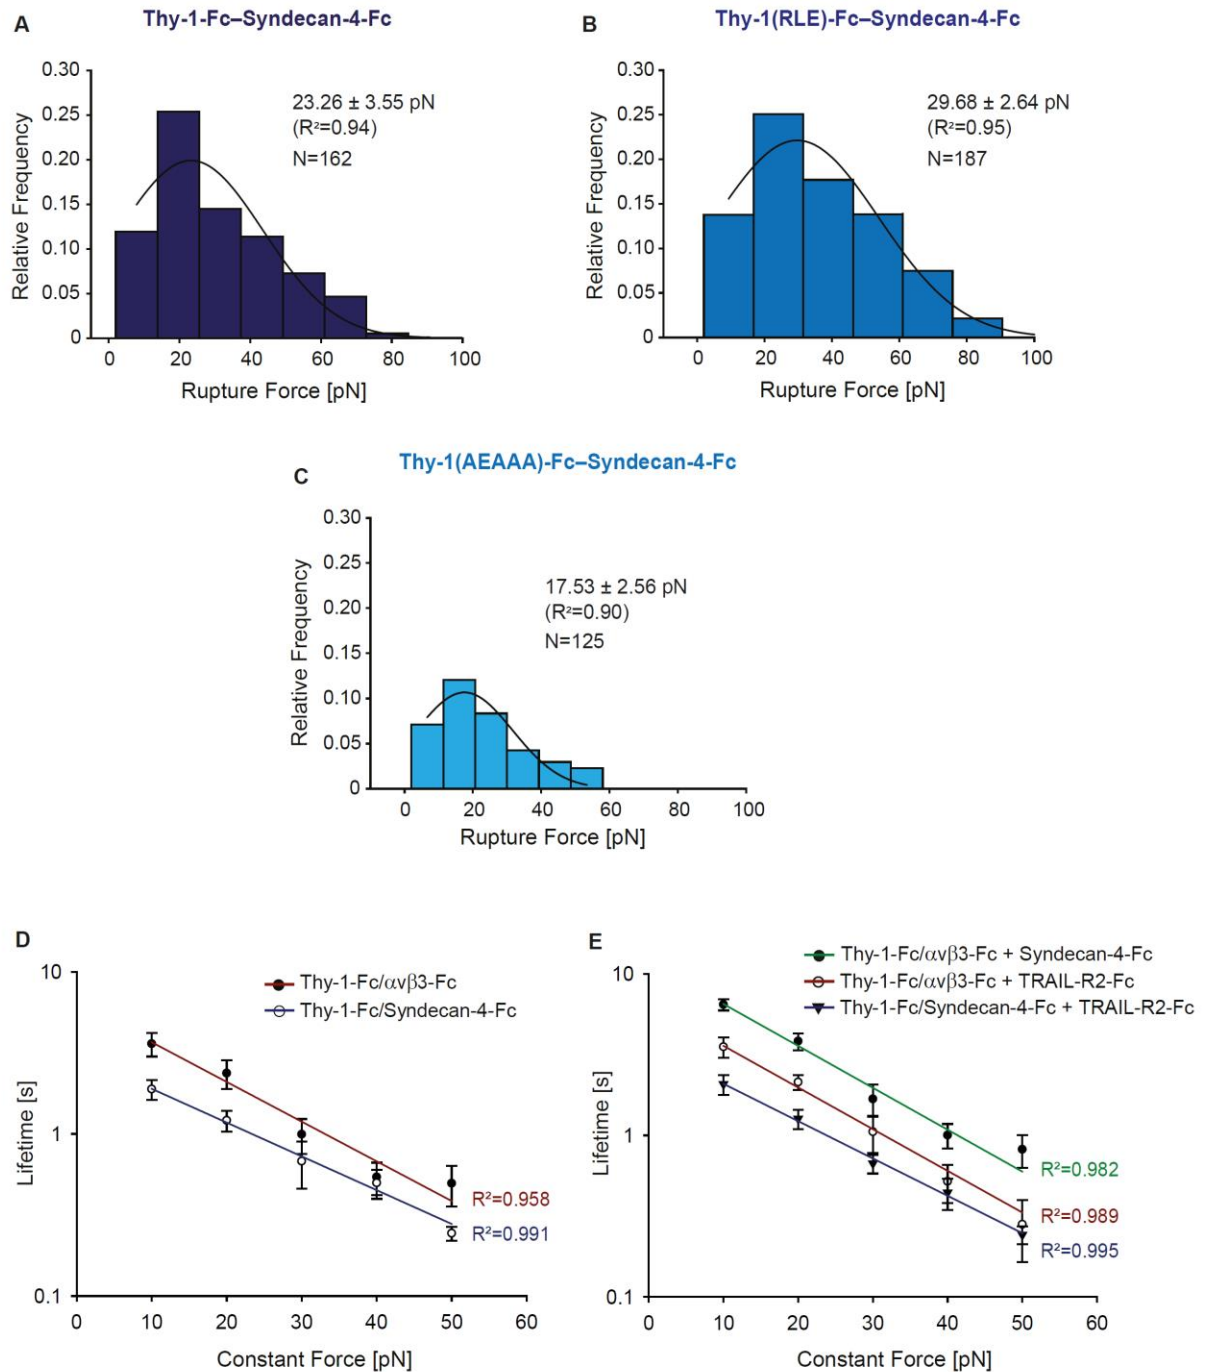 A
Thy-1-Fc–Syndecan-4-Fc
0.30
0.25
0.20
0.15
0.10
0.05
0
Relative Frequency
23.26 ± 3.55 pN
(R²=0.94)
N=162
0 20 40 60 80 100
Rupture Force [pN]
B
Thy-1(RLE)-Fc–Syndecan-4-Fc
0.30
0.25
0.20
0.15
0.10
0.05
0
Relative Frequency
29.68 ± 2.64 pN
(R²=0.95)
N=187
0 20 40 60 80 100
Rupture Force [pN]
C
Thy-1(AEAAA)-Fc–Syndecan-4-Fc
0.30
0.25
0.20
0.15
0.10
0.05
0
Relative Frequency
17.53 ± 2.56 pN
(R²=0.90)
N=125
0 20 40 60 80 100
Rupture Force [pN]
D
10
1
0.1
Lifetime [s]
Thy-1-Fc/αvβ3-Fc
Thy-1-Fc/Syndecan-4-Fc
R²=0.958
R²=0.991
0 10 20 30 40 50 60
Constant Force [pN]
E
10
1
0.1
Lifetime [s]
Thy-1-Fc/αvβ3-Fc + Syndecan-4-Fc
Thy-1-Fc/αvβ3-Fc + TRAIL-R2-Fc
Thy-1-Fc/Syndecan-4-Fc + TRAIL-R2-Fc
R²=0.982
R²=0.989
R²=0.995
0 10 20 30 40 50 60
Constant Force [pN]